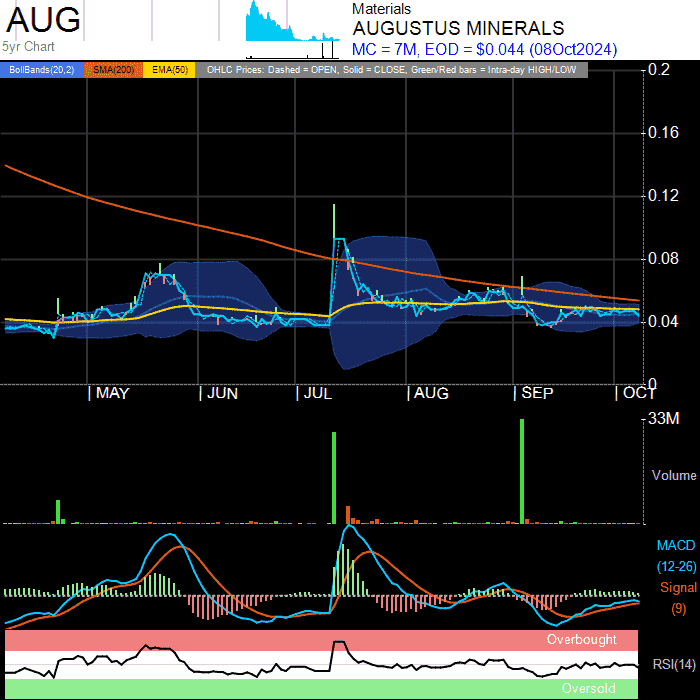 AUG
5yr Chart
Materials
AUGUSTUS MINERALS
MC = 7M, EOD = $0.044 (08Oct2024)
BollBands(20,2) SMA(200) EMA(50) OHLC Prices: Dashed = OPEN, Solid = CLOSE, Green/Red bars = Intra-day HIGH/LOW
0.2
0.16
0.12
0.08
0.04
0
MAY JUN JUL AUG SEP OCT
33M
Volume
MACD
(12-26)
Signal
(9)
Overbought
RSI(14)
Oversold